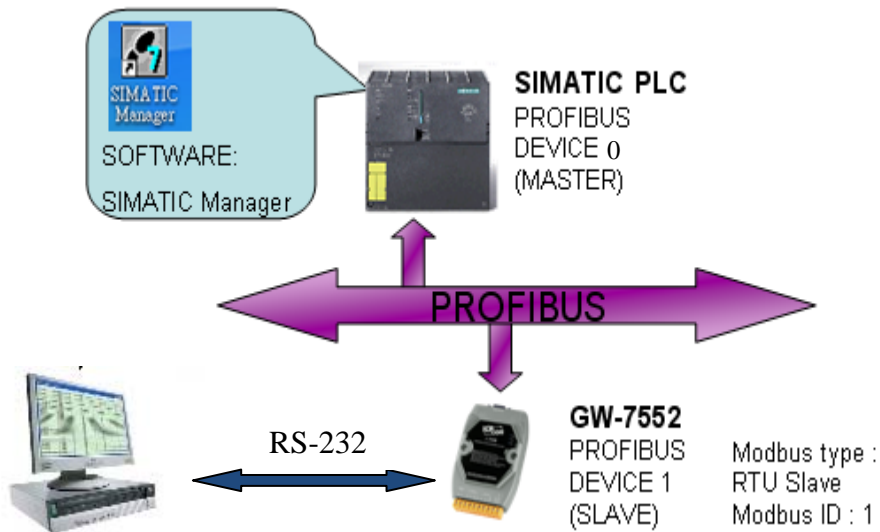 SIMATIC
Manager
SOFTWARE:
SIMATIC Manager
SIMATIC PLC
PROFIBUS
DEVICE 0
(MASTER)
PROFIBUS
RS-232
GW-7552
PROFIBUS
DEVICE 1
(SLAVE)
Modbus type :
RTU Slave
Modbus ID : 1